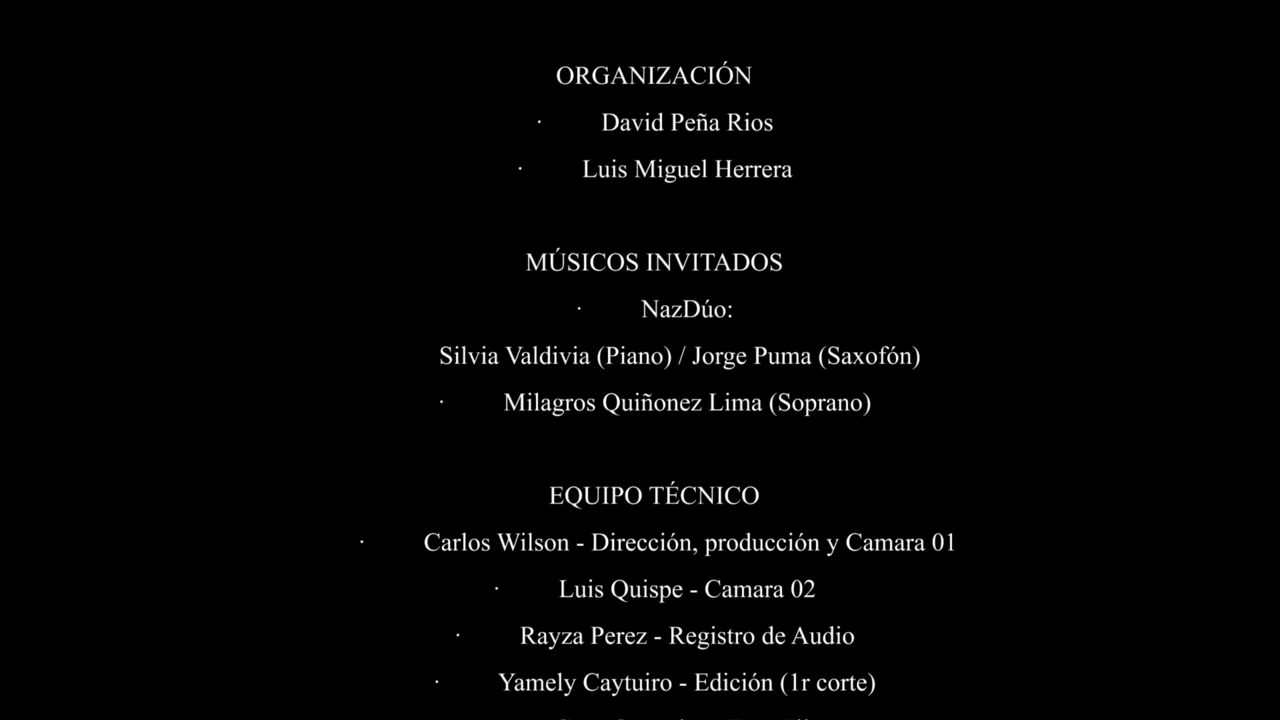 ORGANIZACIÓN
· David Peña Rios
· Luis Miguel Herrera
MÚSICOS INVITADOS
· NazDúo:
Silvia Valdivia (Piano) / Jorge Puma (Saxofón)
· Milagros Quiñonez Lima (Soprano)
EQUIPO TÉCNICO
· Carlos Wilson - Dirección, producción y Camara 01
· Luis Quispe - Camara 02
· Rayza Perez - Registro de Audio
· Yamely Caytuiro - Edición (1r corte)